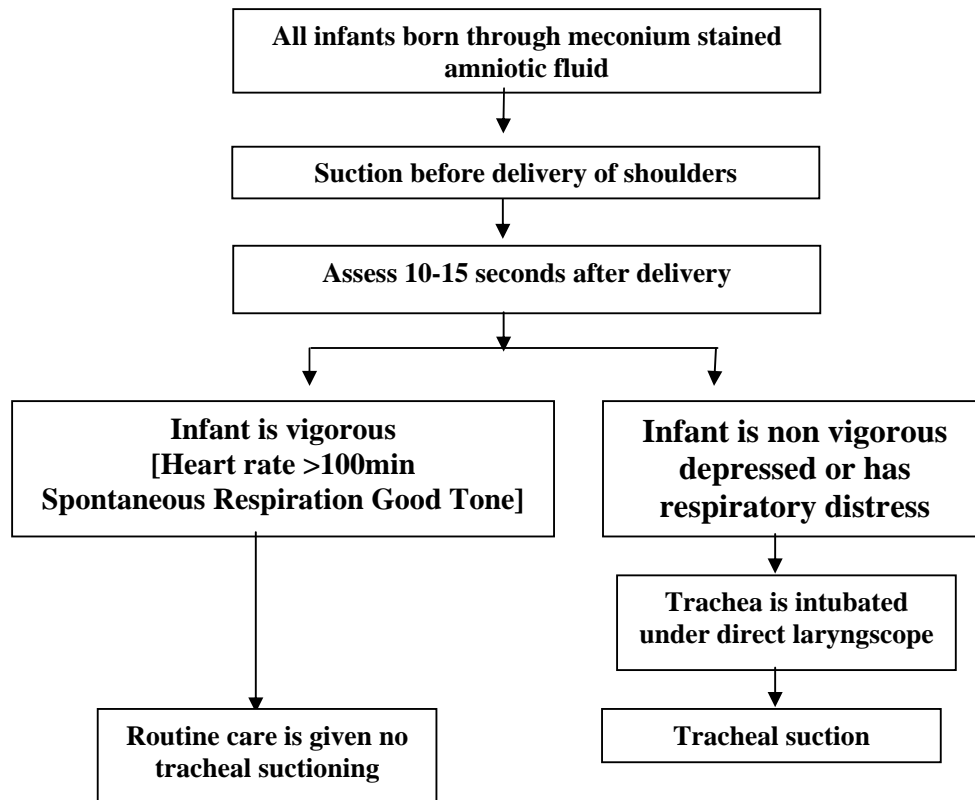 All infants born through meconium stained
amniotic fluid
Suction before delivery of shoulders
Assess 10-15 seconds after delivery
Infant is vigorous
[Heart rate >100min
Spontaneous Respiration Good Tone]
Infant is non vigorous
depressed or has
respiratory distress
Trachea is intubated
under direct laryngscope
Routine care is given no
tracheal suctioning
Tracheal suction